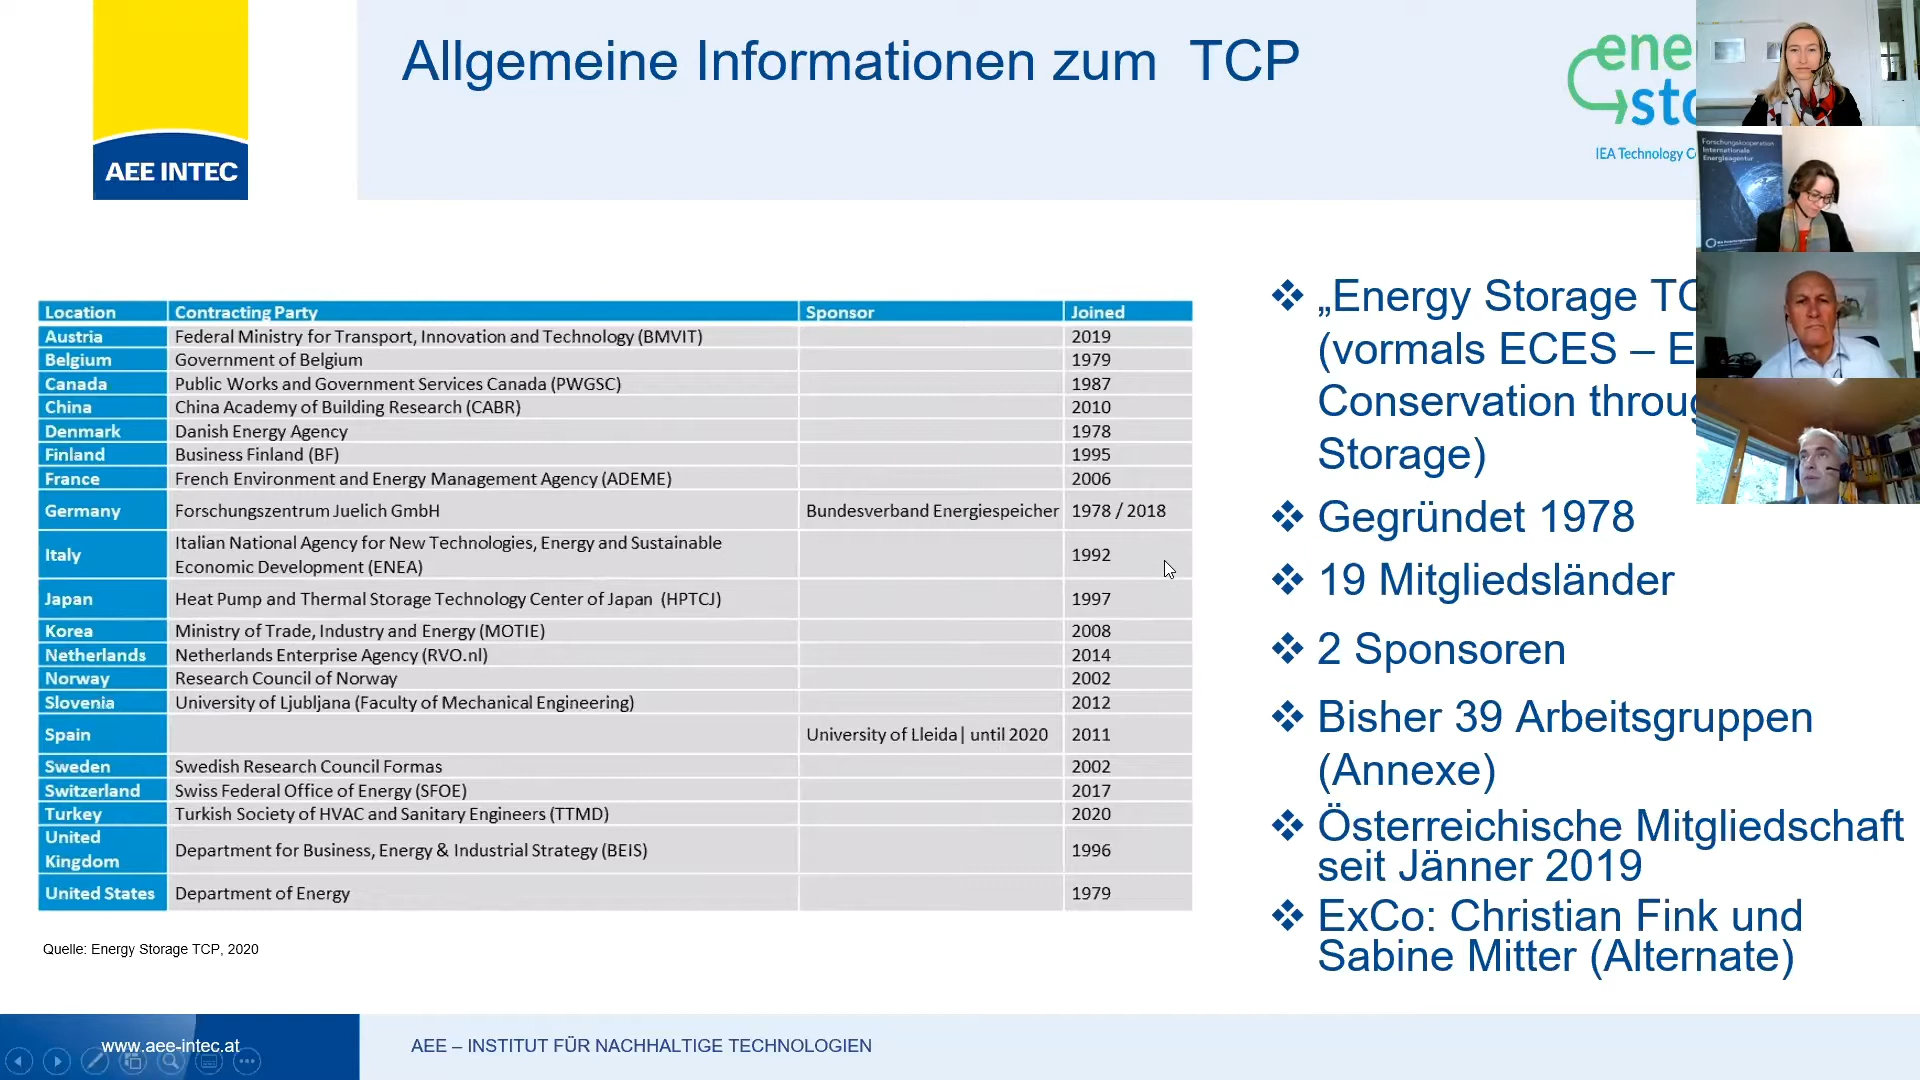 Allgemeine Informationen zum TCP
AEE INTEC
IEA Technology
Location Contracting Party Sponsor Joined
Austria Federal Ministry for Transport, Innovation and Technology (BMVIT) 2019
Belgium Government of Belgium 1979
Canada Public Works and Government Services Canada (PWGSC) 1987
China China Academy of Building Research (CABR) 2010
Denmark Danish Energy Agency 1978
Finland Business Finland (BF) 1995
France French Environment and Energy Management Agency (ADEME) 2006
Germany Forschungszentrum Juelich GmbH Bundesverband Energiespeicher 1978 / 2018
Italy Italian National Agency for New Technologies, Energy and Sustainable
Economic Development (ENEA) 1992
Japan Heat Pump and Thermal Storage Technology Center of Japan (HPTCJ) 1997
Korea Ministry of Trade, Industry and Energy (MOTIE) 2008
Netherlands Netherlands Enterprise Agency (RVO.nl) 2014
Norway Research Council of Norway 2002
Slovenia University of Ljubljana (Faculty of Mechanical Engineering) 2012
Spain University of Lleida| until 2020 2011
Sweden Swedish Research Council Formas 2002
Switzerland Swiss Federal Office of Energy (SFOE) 2017
Turkey Turkish Society of HVAC and Sanitary Engineers (TTMD) 2020
United
Kingdom Department for Business, Energy & Industrial Strategy (BEIS) 1996
United States Department of Energy 1979
Quelle: Energy Storage TCP, 2020
❖ „Energy Storage
(vormals ECES –
Conservation
Storage)
❖ Gegründet 1978
❖ 19 Mitgliedsländer
❖ 2 Sponsoren
❖ Bisher 39 Arbeitsgruppen
(Annexe)
❖ Österreichische Mitgliedschaft
seit Jänner 2019
❖ ExCo: Christian Fink und
Sabine Mitter (Alternate)
Forschungskooperation
Internationale
Energieagentur
www.aee-intec.at
AEE – INSTITUT FÜR NACHHALTIGE TECHNOLOGIEN